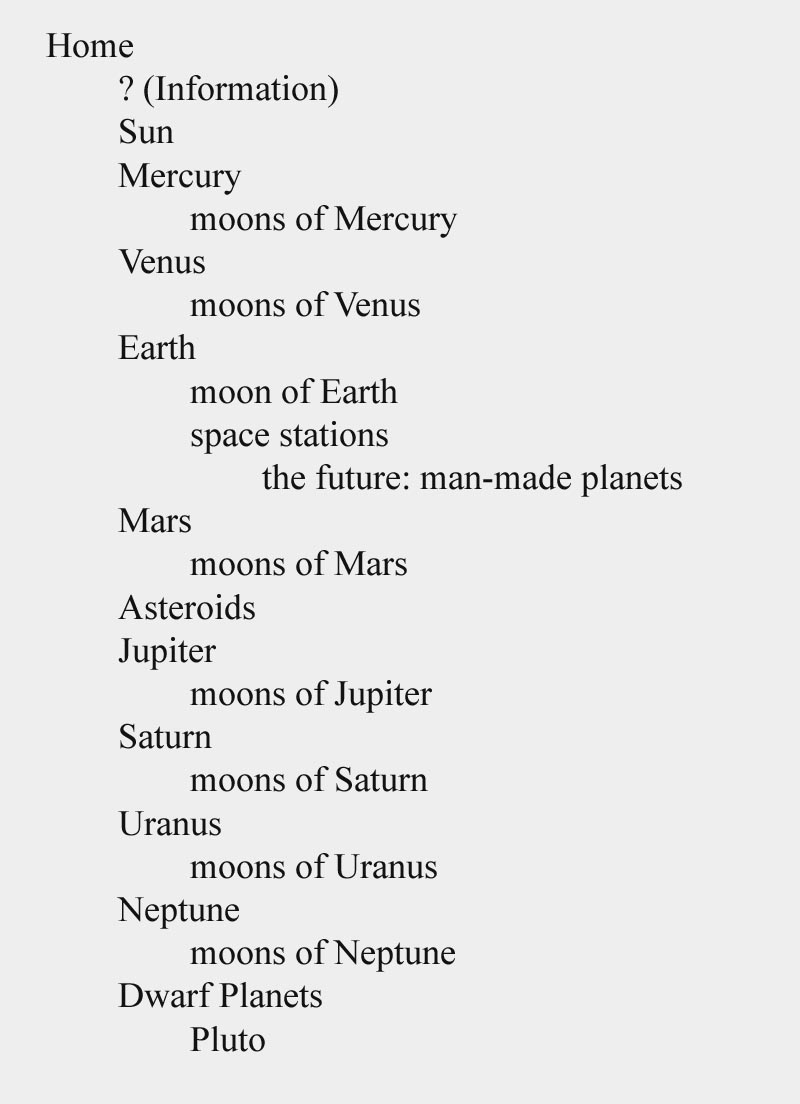 Home
? (Information)
Sun
Mercury
moons of Mercury
Venus
moons of Venus
Earth
moon of Earth
space stations
the future: man-made planets
Mars
moons of Mars
Asteroids
Jupiter
moons of Jupiter
Saturn
moons of Saturn
Uranus
moons of Uranus
Neptune
moons of Neptune
Dwarf Planets
Pluto